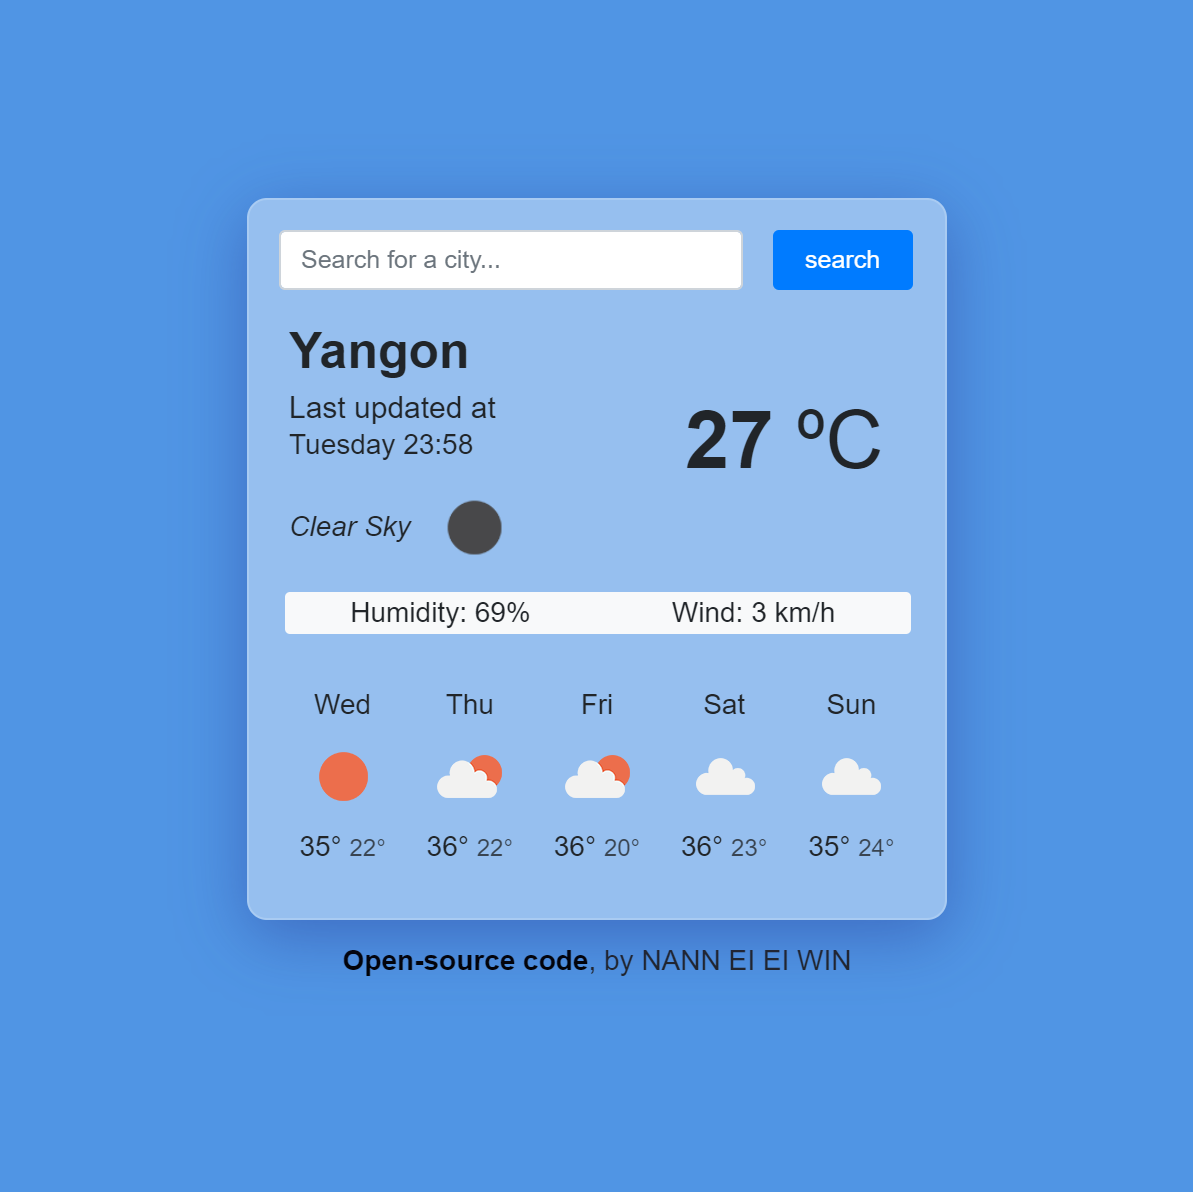 Search for a city...
search
Yangon
Last updated at
Tuesday 23:58
27 ºC
Clear Sky
Humidity: 69% Wind: 3 km/h
Wed Thu Fri Sat Sun
35° 22° 36° 22° 36° 20° 36° 23° 35° 24°
Open-source code, by NANN EI EI WIN